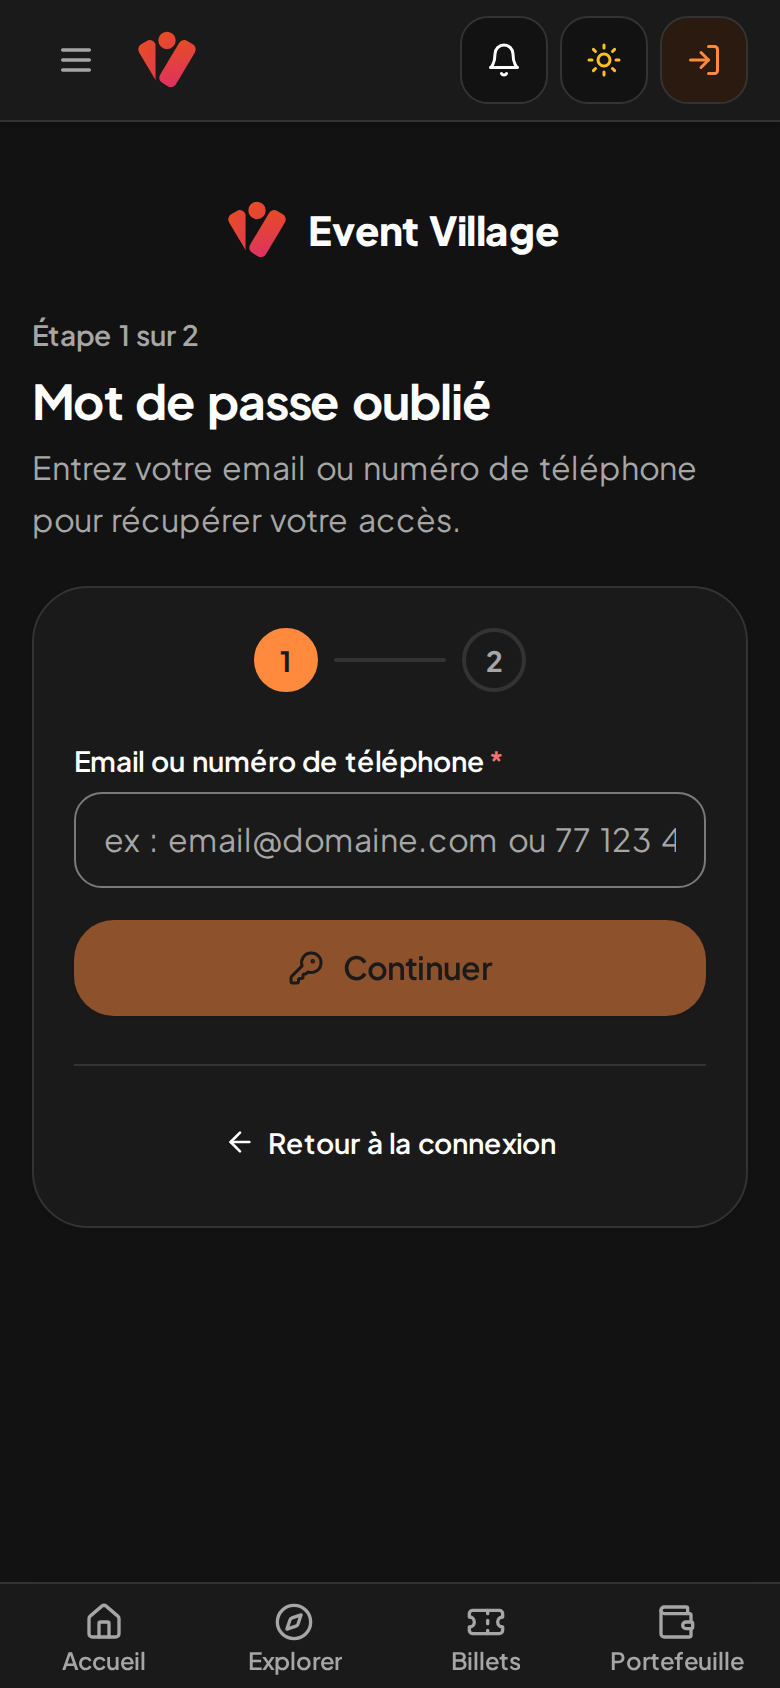 Event Village
Étape 1 sur 2
Mot de passe oublié
Entrez votre email ou numéro de téléphone
pour récupérer votre accès.
1 2
Email ou numéro de téléphone *
ex : email@domaine.com ou 77 123 4
Continuer
Retour à la connexion
Accueil Explorer Billets Portefeuille